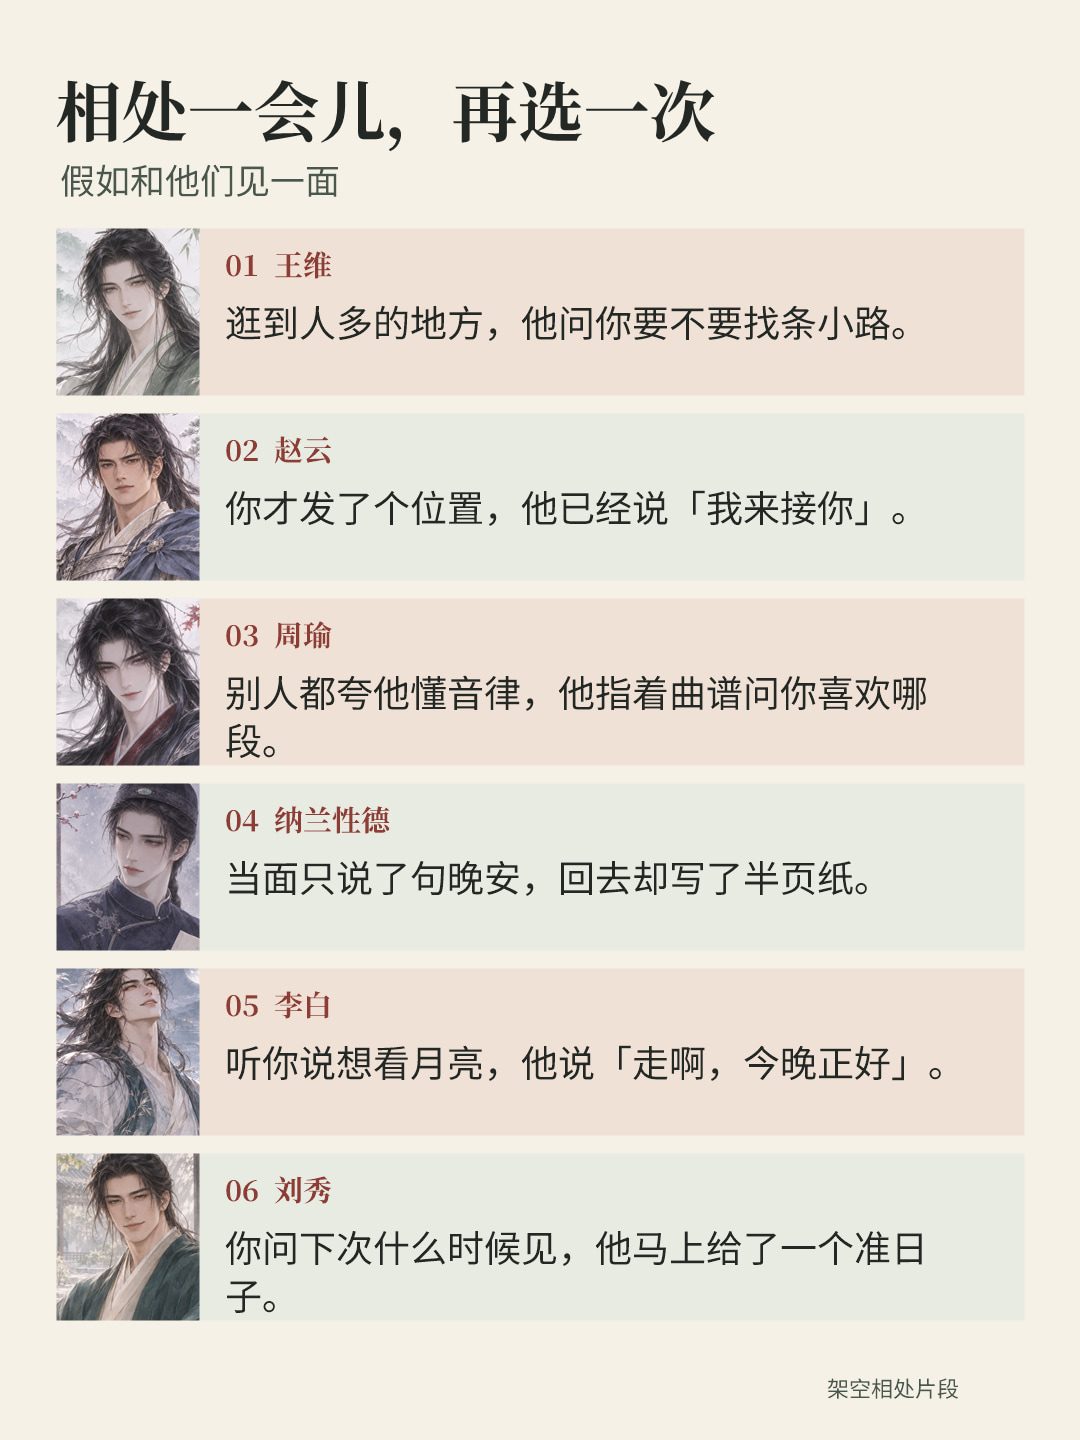 相处一会儿，再选一次
假如和他们见一面
01 王维
逛到人多的地方，他问你要不要找条小路。
02 赵云
你才发了个位置，他已经说「我来接你」。
03 周瑜
别人都夸他懂音律，他指着曲谱问你喜欢哪
段。
04 纳兰性德
当面只说了句晚安，回去却写了半页纸。
05 李白
听你说想看月亮，他说「走啊，今晚正好」。
06 刘秀
你问下次什么时候见，他马上给了一个准日
子。
架空相处片段